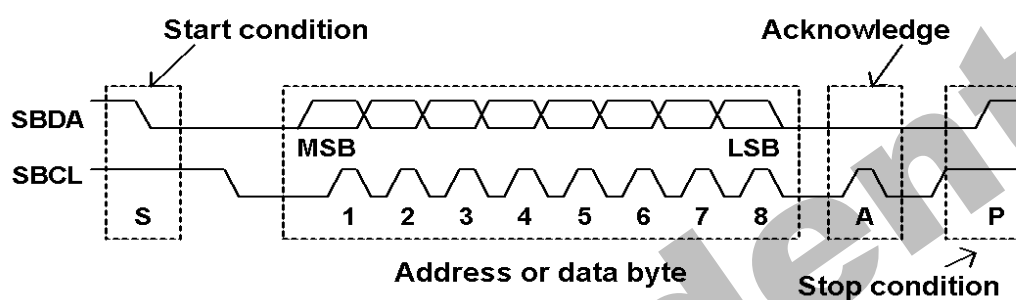 Start condition
Acknowledge
SBDA
MSB
LSB
SBCL
S
1 2 3 4 5 6 7 8
A
P
Address or data byte
Stop condition
dent